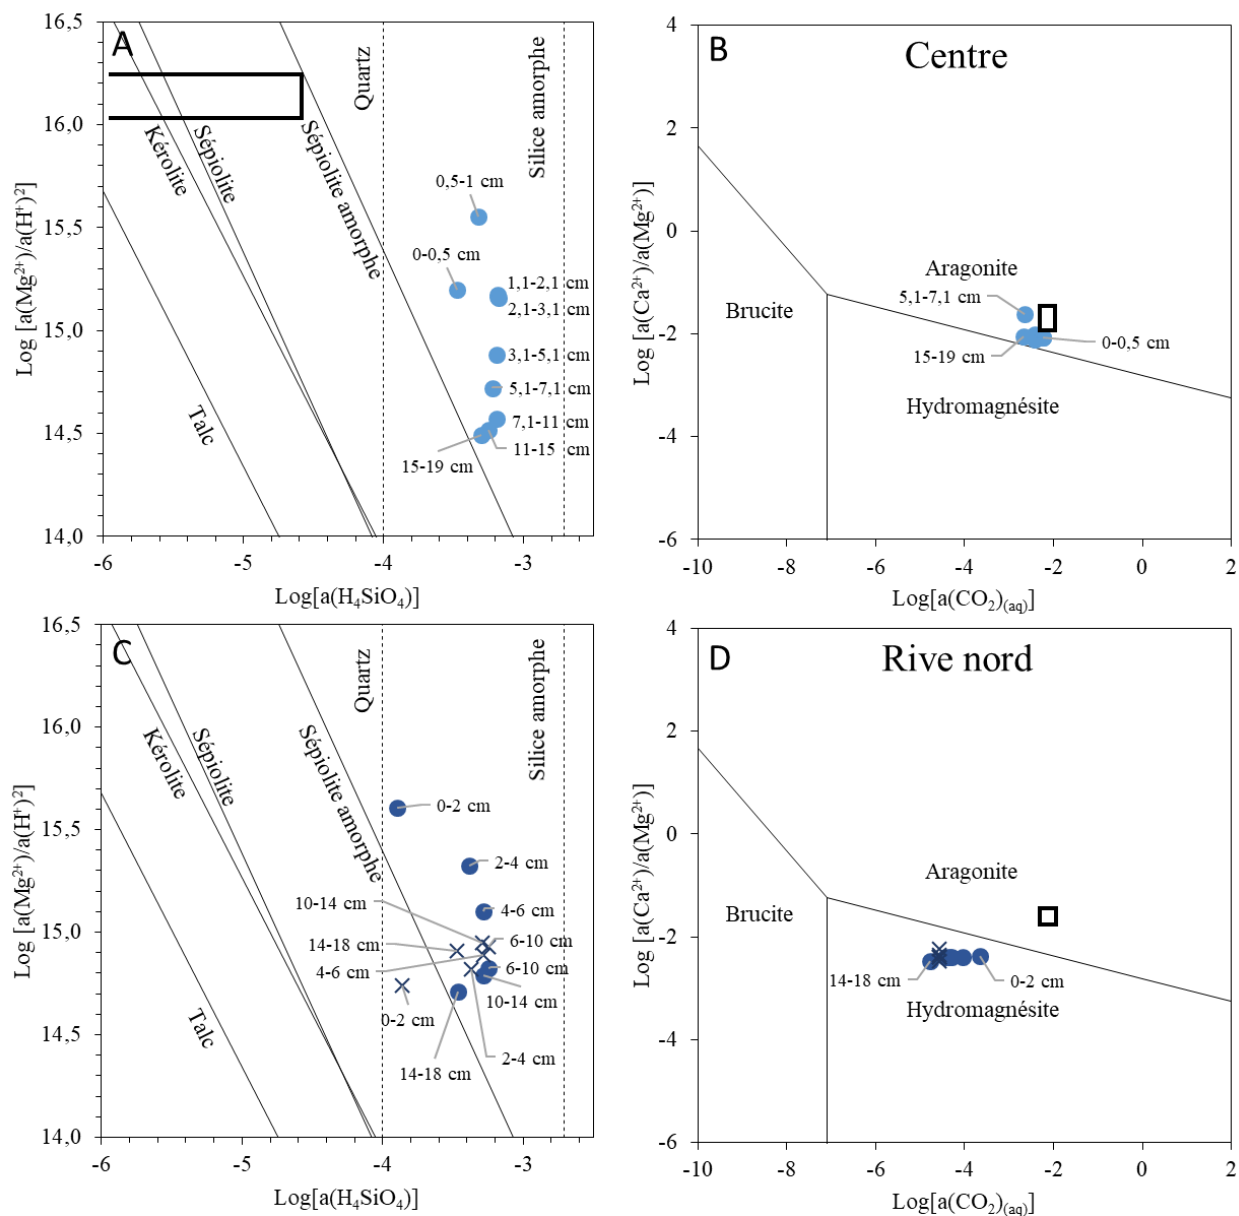 A
16,5
16,0
15,5
15,0
14,5
14,0
Log [a(Mg²⁺)/a(H⁺)²]
Kérolite
Sépiolite
Sépiolite amorphe
Quartz
Silice amorphe
Talc
0,5-1 cm
0-0,5 cm
1,1-2,1 cm
2,1-3,1 cm
3,1-5,1 cm
5,1-7,1 cm
7,1-11 cm
11-15 cm
15-19 cm
-6 -5 -4 -3
Log[a(H₄SiO₄)]
B
Centre
4
2
0
-2
-4
-6
Log [a(Ca²⁺)/a(Mg²⁺)]
Aragonite
5,1-7,1 cm
Brucite
15-19 cm
0-0,5 cm
Hydromagnésite
-10 -8 -6 -4 -2 0 2
Log[a(CO₂)₍aq₎]
C
16,5
16,0
15,5
15,0
14,5
14,0
Log [a(Mg²⁺)/a(H⁺)²]
Kérolite
Sépiolite
Sépiolite amorphe
Quartz
Silice amorphe
Talc
0-2 cm
2-4 cm
10-14 cm
4-6 cm
14-18 cm
6-10 cm
4-6 cm
6-10 cm
10-14 cm
0-2 cm
2-4 cm
14-18 cm
-6 -5 -4 -3
Log[a(H₄SiO₄)]
D
Rive nord
4
2
0
-2
-4
-6
Log [a(Ca²⁺)/a(Mg²⁺)]
Aragonite
Brucite
14-18 cm
0-2 cm
Hydromagnésite
-10 -8 -6 -4 -2 0 2
Log[a(CO₂)₍aq₎]